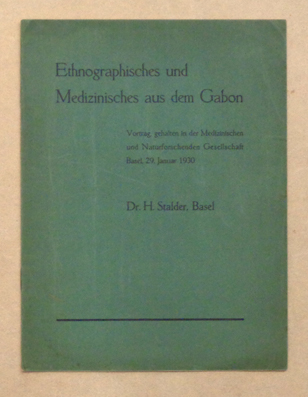 Ethnographisches und
Medizinisches aus dem Gabon
Vortrag, gehalten in der Medizinischen
und Naturforschenden Gesellschaft
Basel, 29. Januar 1930
Dr. H. Stalder, Basel